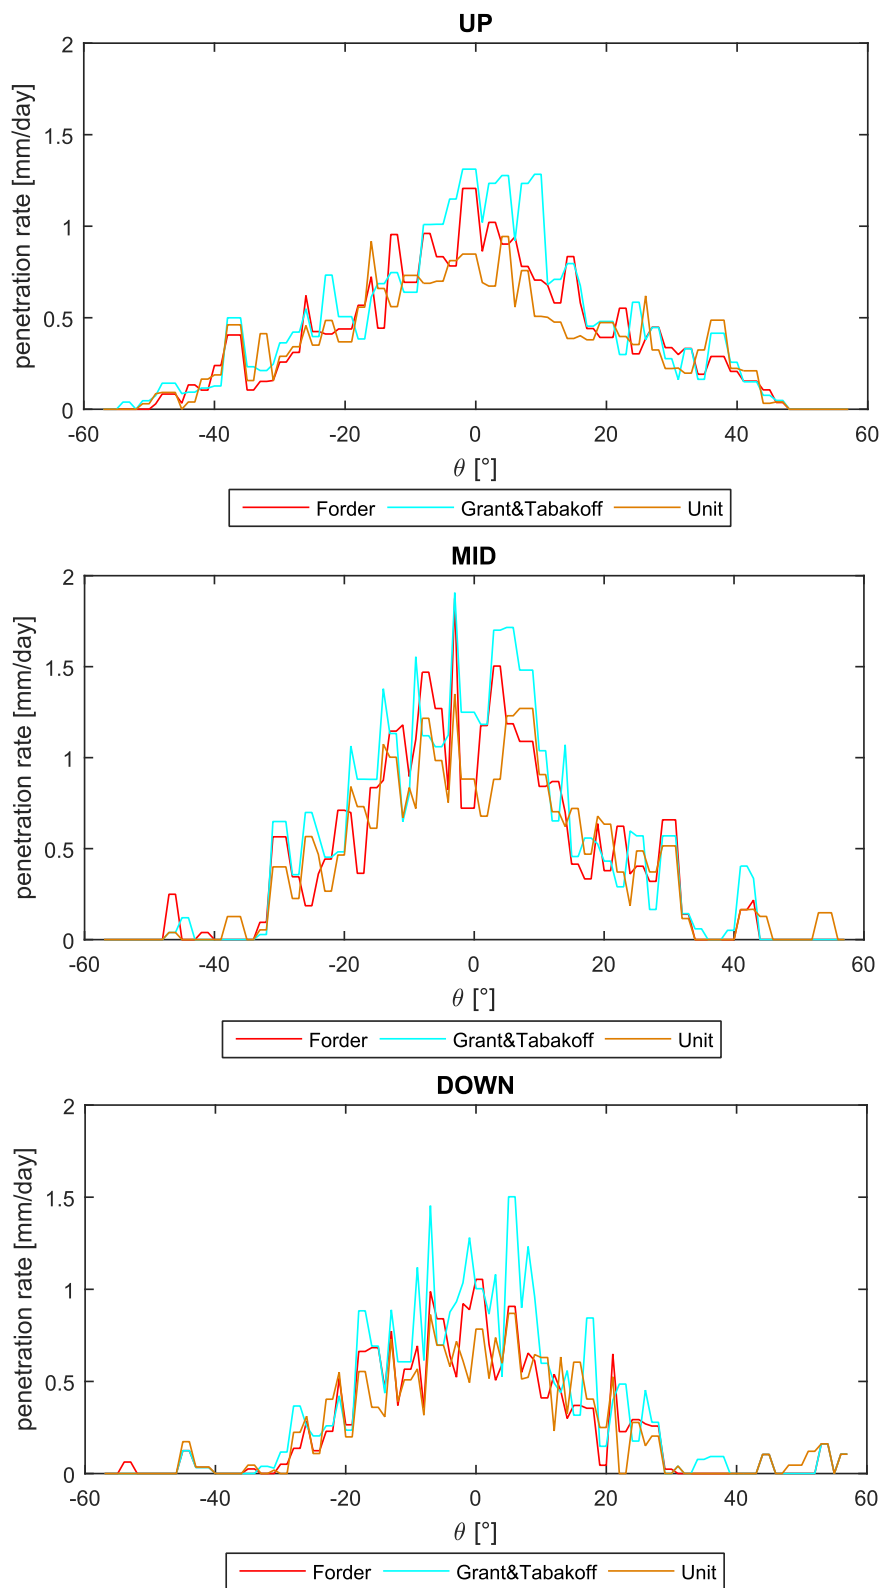 UP
2
1.5
1
0.5
0
penetration rate [mm/day]
-60 -40 -20 0 20 40 60
θ [°]
Forder Grant&Tabakoff Unit
MID
2
1.5
1
0.5
0
penetration rate [mm/day]
-60 -40 -20 0 20 40 60
θ [°]
Forder Grant&Tabakoff Unit
DOWN
2
1.5
1
0.5
0
penetration rate [mm/day]
-60 -40 -20 0 20 40 60
θ [°]
Forder Grant&Tabakoff Unit